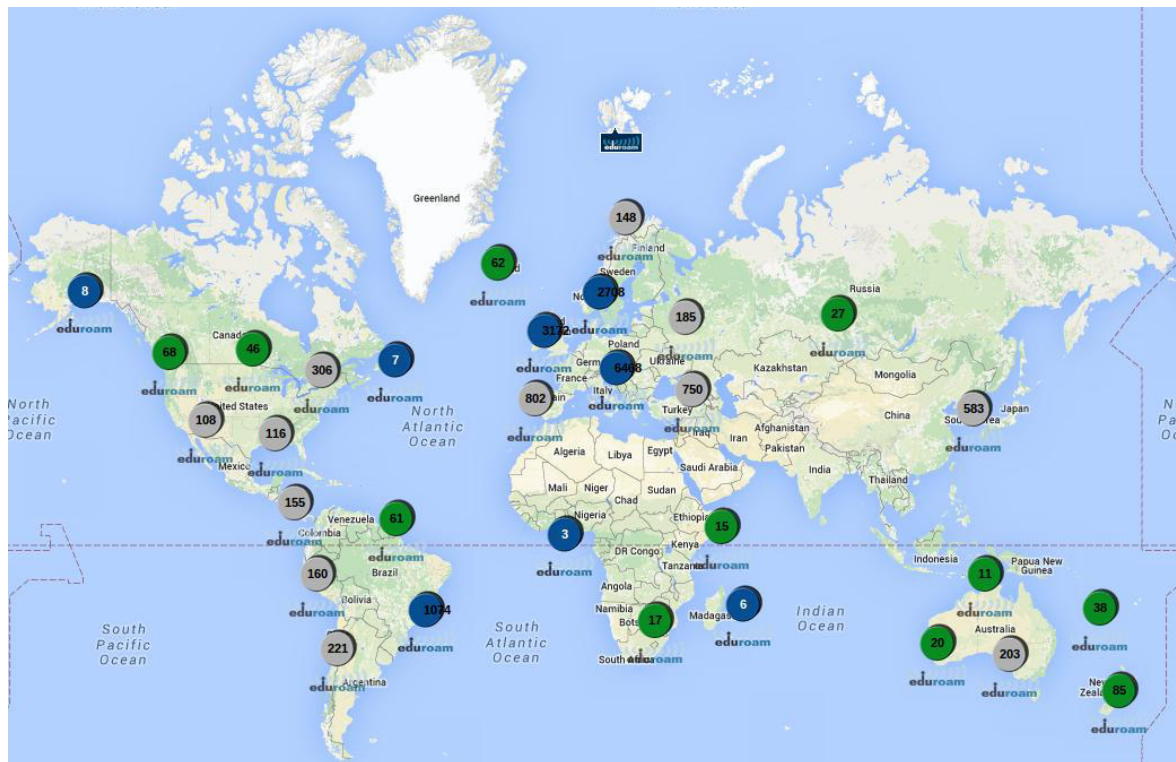 eduroam
Greenland
148
eduroam
Finland
62
eduroam
Sweden
2708
eduroam
8
eduroam
Russia
27
eduroam
185
eduroam
3172
eduroam
68
eduroam
46
eduroam
7
eduroam
306
eduroam
Poland
Ukraine
6468
eduroam
France
Italy
Kazakhstan
Mongolia
North
Pacific
Ocean
108
eduroam
116
eduroam
North
Atlantic
Ocean
802
eduroam
750
eduroam
Turkey
Iraq
Iran
Afghanistan
Pakistan
China
583
eduroam
Japan
Mexico
Algeria
Libya
Egypt
Saudi Arabia
India
Thailand
Mali
Niger
Chad
Sudan
155
eduroam
Venezuela
Colombia
61
eduroam
Nigeria
3
eduroam
Ethiopia
15
eduroam
Kenya
DR Congo
Tanzania
160
eduroam
Brazil
Bolivia
1074
eduroam
Angola
Namibia
17
eduroam
6
eduroam
Indian
Ocean
Indonesia
Papua New
Guinea
11
eduroam
38
eduroam
South
Pacific
Ocean
South
Atlantic
Ocean
221
eduroam
Argentina
20
eduroam
Australia
203
eduroam
85
eduroam